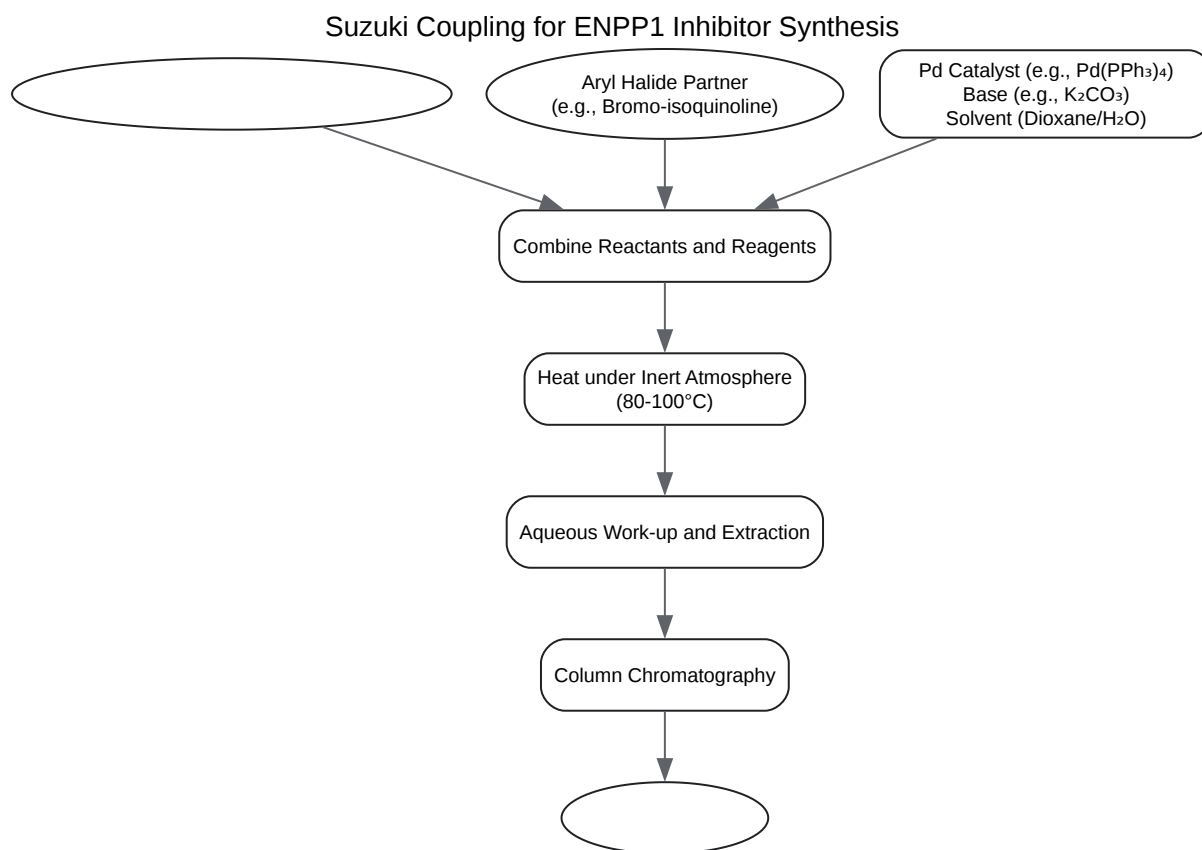 Suzuki Coupling for ENPP1 Inhibitor Synthesis
Aryl Halide Partner
(e.g., Bromo-isoquinoline)
Pd Catalyst (e.g., Pd(PPh₃)₄)
Base (e.g., K₂CO₃)
Solvent (Dioxane/H₂O)
Combine Reactants and Reagents
Heat under Inert Atmosphere
(80-100°C)
Aqueous Work-up and Extraction
Column Chromatography